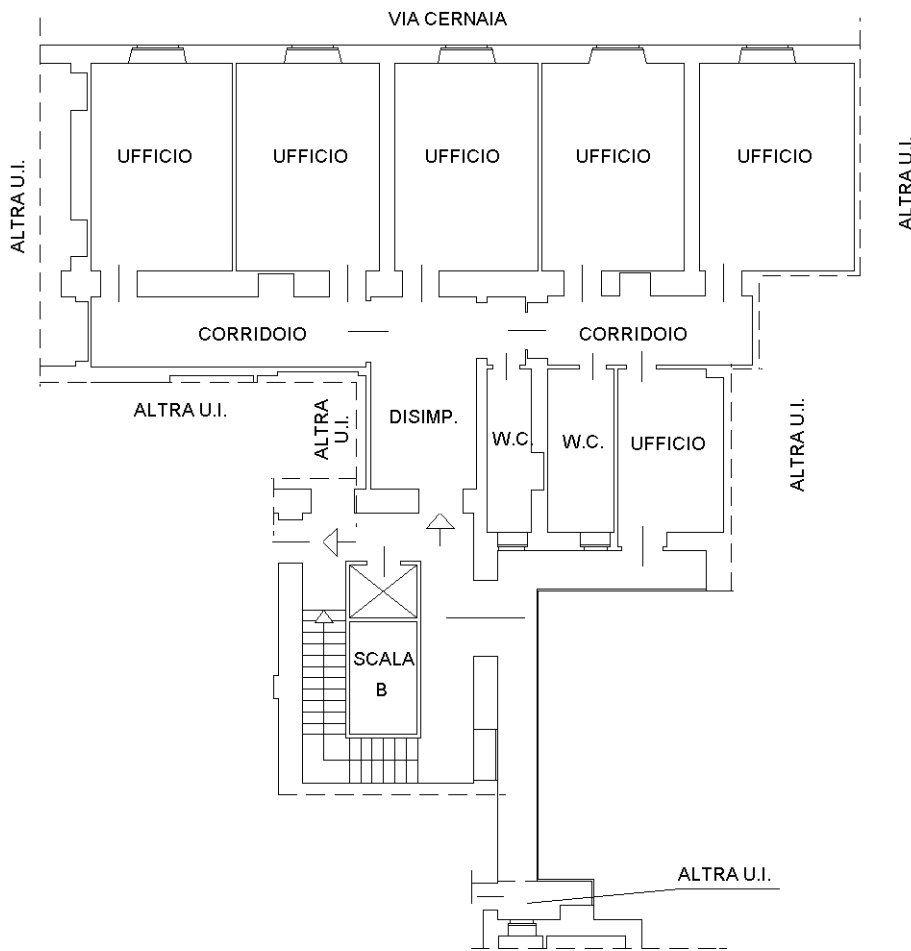 VIA CERNAIA
UFFICIO
UFFICIO
UFFICIO
UFFICIO
UFFICIO
ALTRA U.I.
ALTRA U.I.
CORRIDOIO
CORRIDOIO
ALTRA U.I.
ALTRA
U.I.
DISIMP.
W.C.
W.C.
UFFICIO
ALTRA U.I.
SCALA
B
ALTRA U.I.